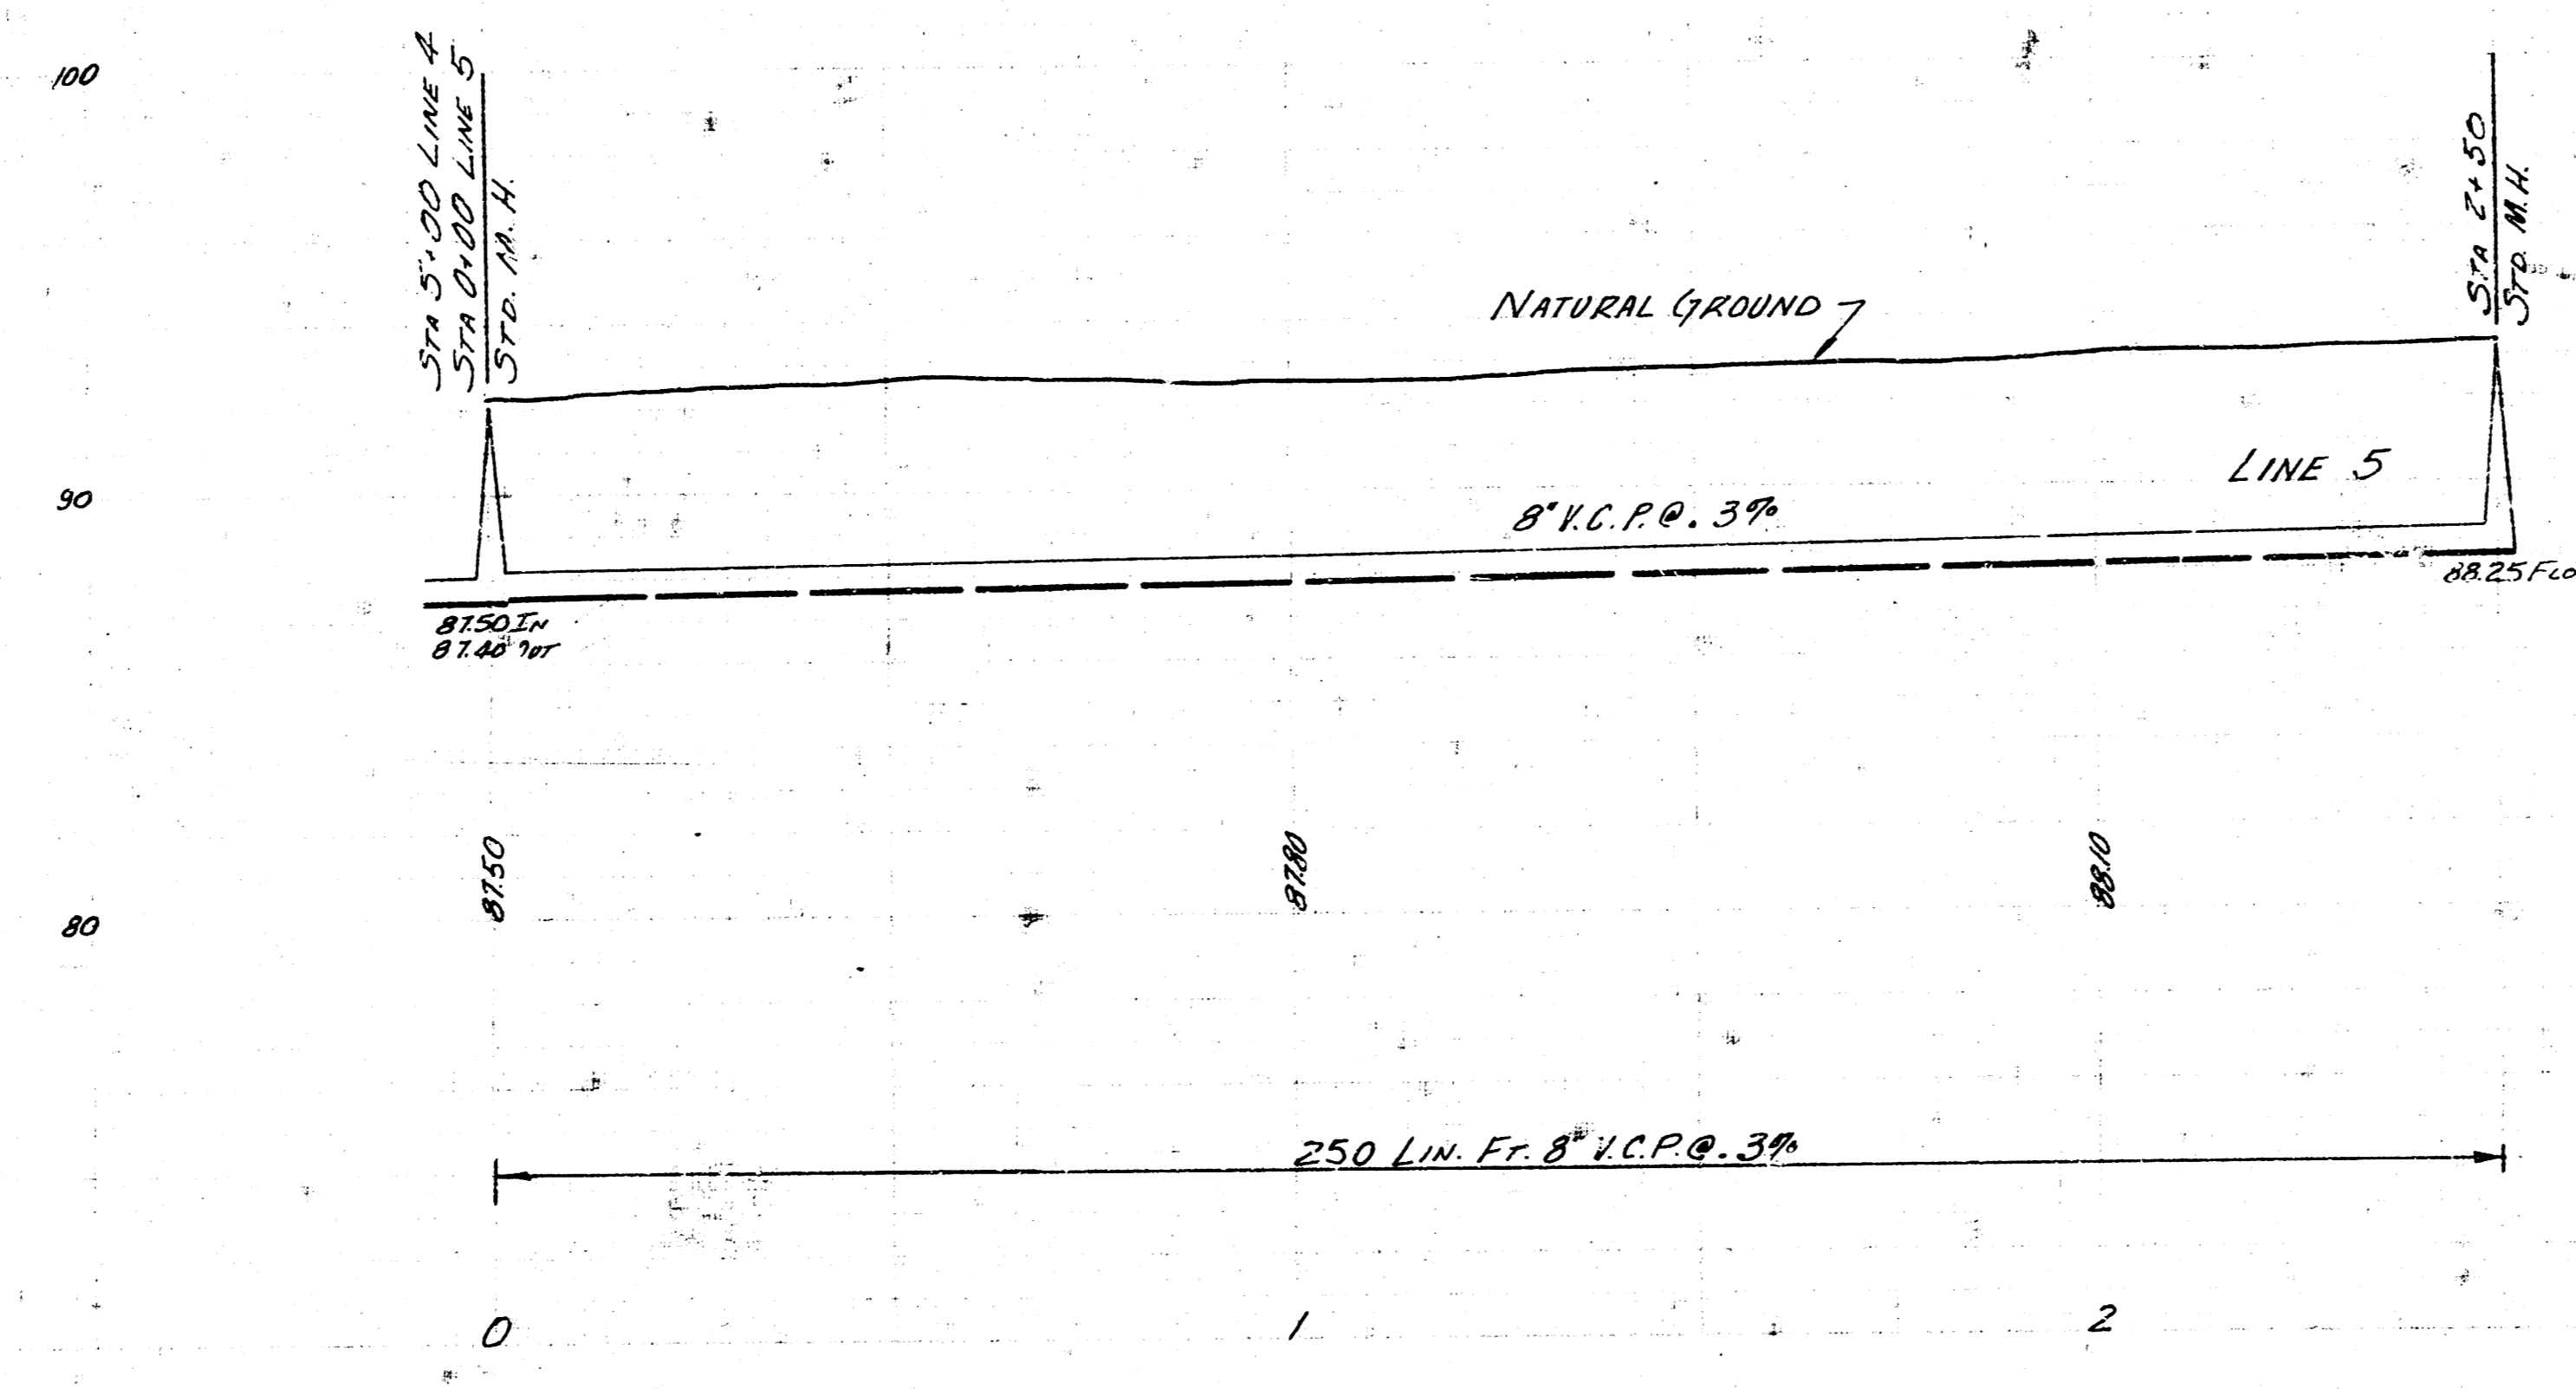 100
90
80
STA 5+00 LINE 4
STA 0+00 LINE 5
STD. M.H.
NATURAL GROUND
STA 2+50
STD. M.H.
LINE 5
8" V.C.P. @ .3%
87.50 IN
87.40 OUT
88.25 FLO
87.50
87.80
88.10
250 LIN. FT. 8" V.C.P. @ .3%
0
1
2